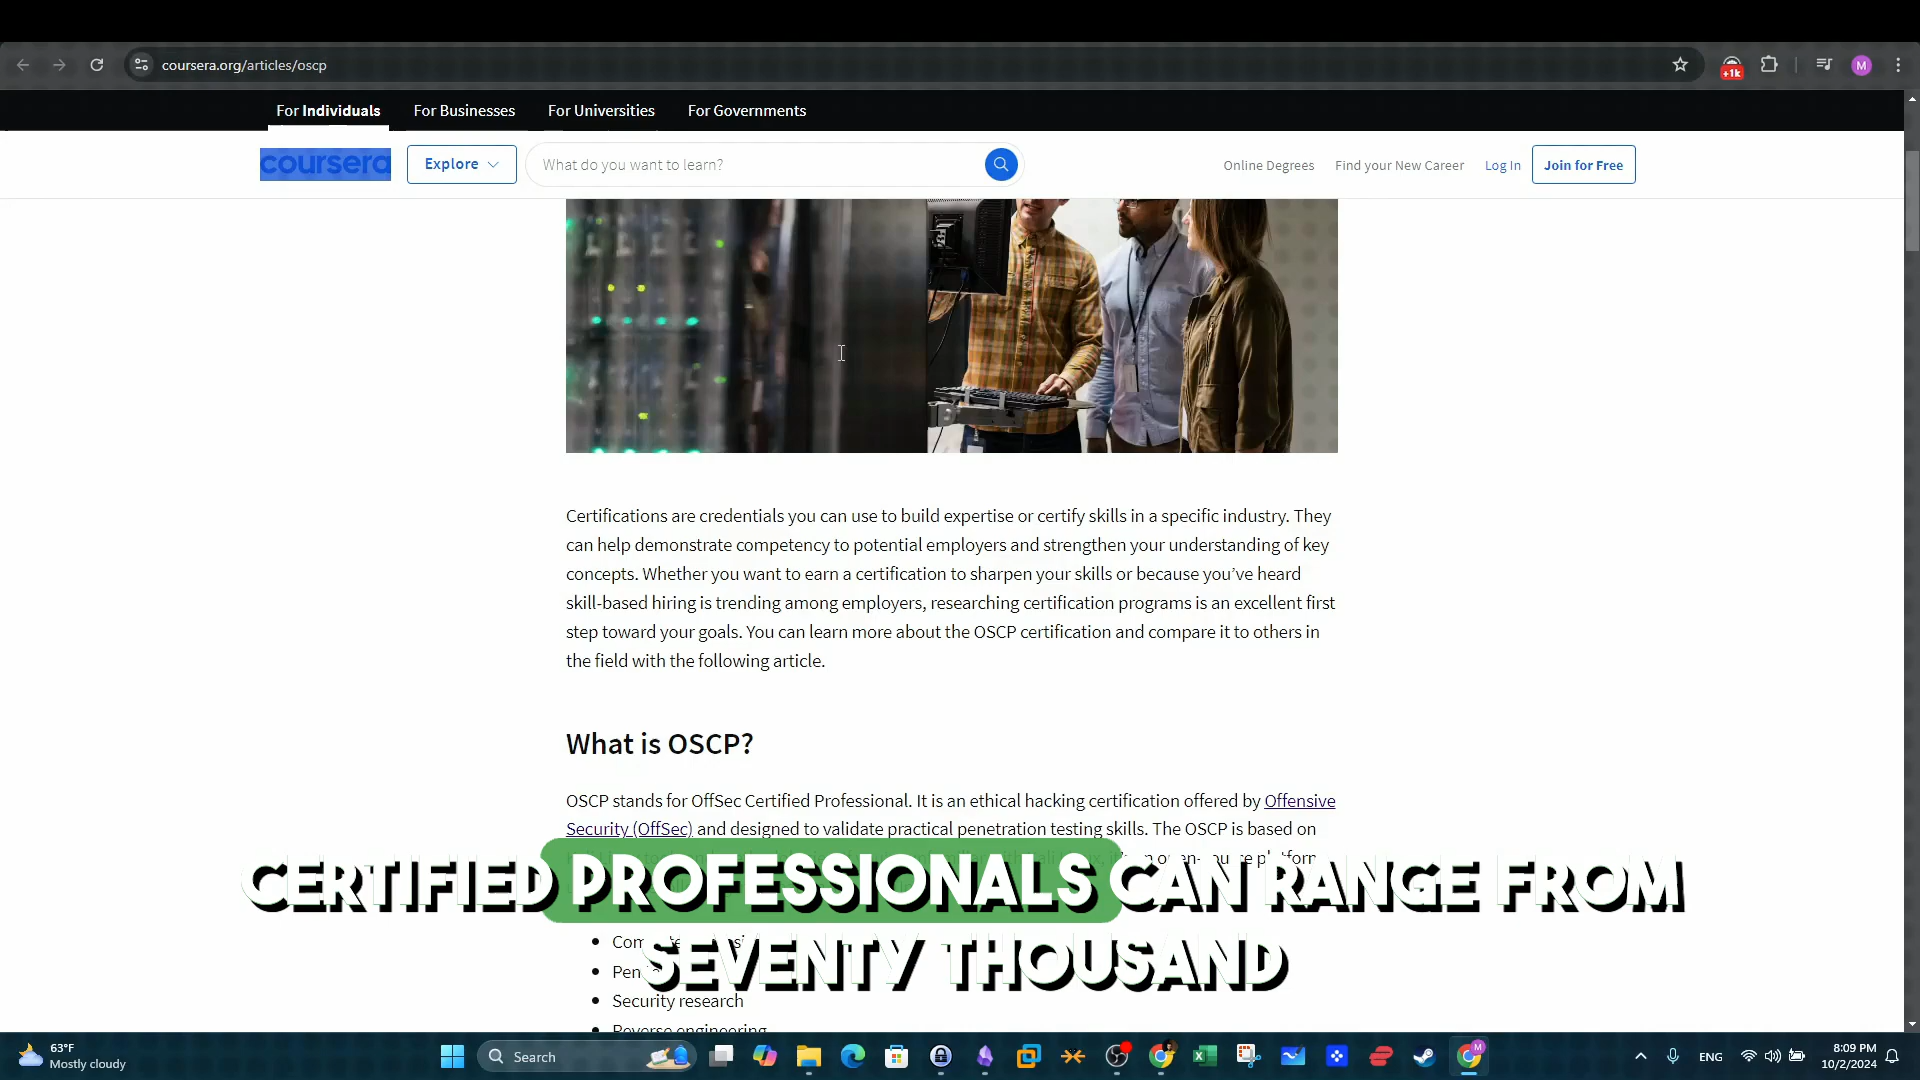 coursera.org/articles/oscp
+1k
M
For Individuals For Businesses For Universities For Governments
coursera Explore What do you want to learn? Online Degrees Find your New Career Log In Join for Free
Certifications are credentials you can use to build expertise or certify skills in a specific industry. They
can help demonstrate competency to potential employers and strengthen your understanding of key
concepts. Whether you want to earn a certification to sharpen your skills or because you’ve heard
skill-based hiring is trending among employers, researching certification programs is an excellent first
step toward your goals. You can learn more about the OSCP certification and compare it to others in
the field with the following article.
What is OSCP?
OSCP stands for OffSec Certified Professional. It is an ethical hacking certification offered by Offensive
Security (OffSec) and designed to validate practical penetration testing skills. The OSCP is based on
CERTIFIED PROFESSIONALS CAN RANGE FROM
SEVENTY THOUSAND
Security research
Reverse engineering
63°F
Mostly cloudy
Search
ENG
8:09 PM
10/2/2024